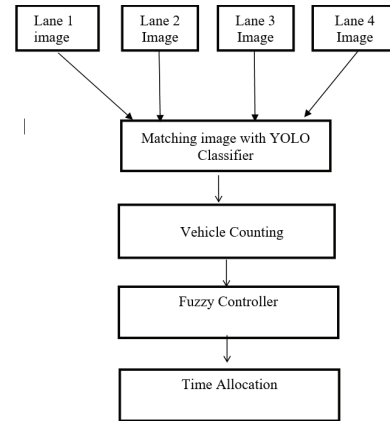 Lane 1
image
Lane 2
Image
Lane 3
Image
Lane 4
Image
Matching image with YOLO
Classifier
Vehicle Counting
Fuzzy Controller
Time Allocation